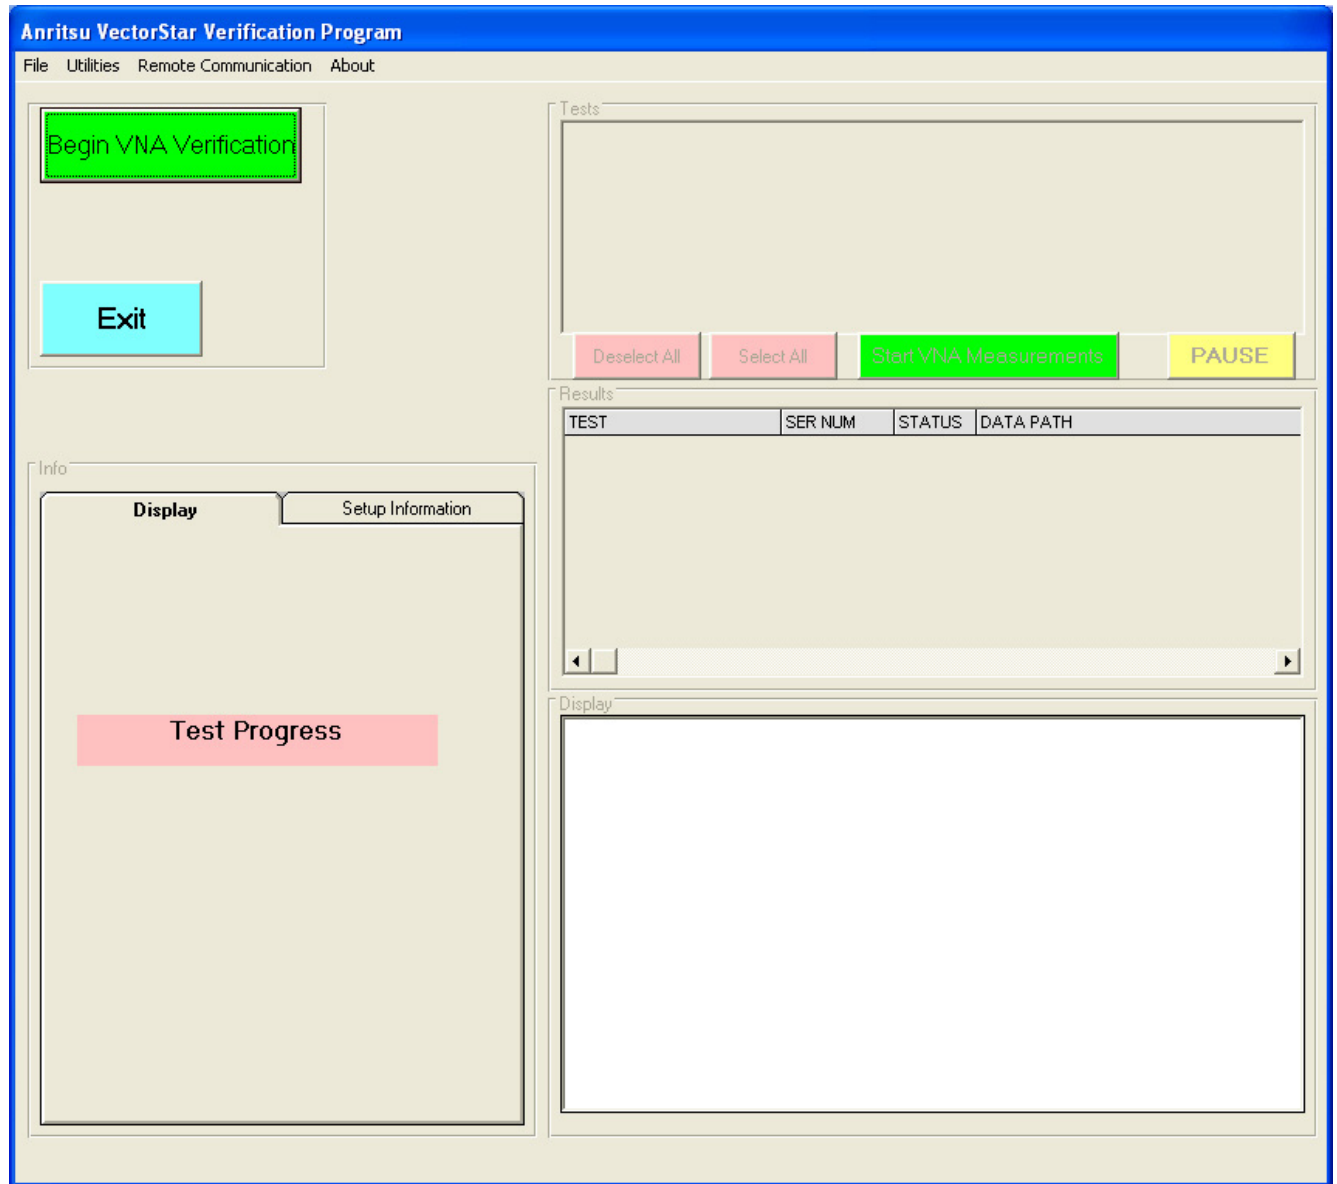 Anritsu VectorStar Verification Program
File Utilities Remote Communication About
Begin VNA Verification
Exit
Tests
Deselect All Select All Start VNA Measurements PAUSE
Results
TEST SER NUM STATUS DATA PATH
Info
Display Setup Information
Test Progress
Display